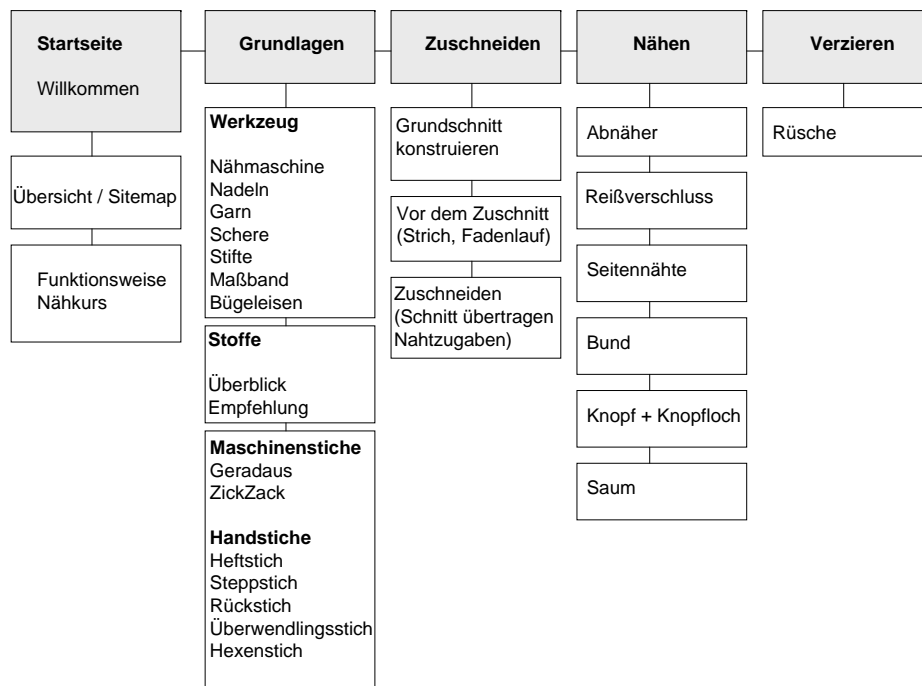 Startseite
Willkommen
Übersicht / Sitemap
Funktionsweise
Nähkurs
Grundlagen
Werkzeug
Nähmaschine
Nadeln
Garn
Schere
Stifte
Maßband
Bügeleisen
Stoffe
Überblick
Empfehlung
Maschinenstiche
Geradaus
ZickZack
Handstiche
Heftstich
Steppstich
Rückstich
Überwendlingsstich
Hexenstich
Zuschneiden
Grundschnitt
konstruieren
Vor dem Zuschnitt
(Strich, Fadenlauf)
Zuschneiden
(Schnitt übertragen
Nahtzugaben)
Nähen
Abnäher
Reißverschluss
Seitennähte
Bund
Knopf + Knopfloch
Saum
Verzieren
Rüsche